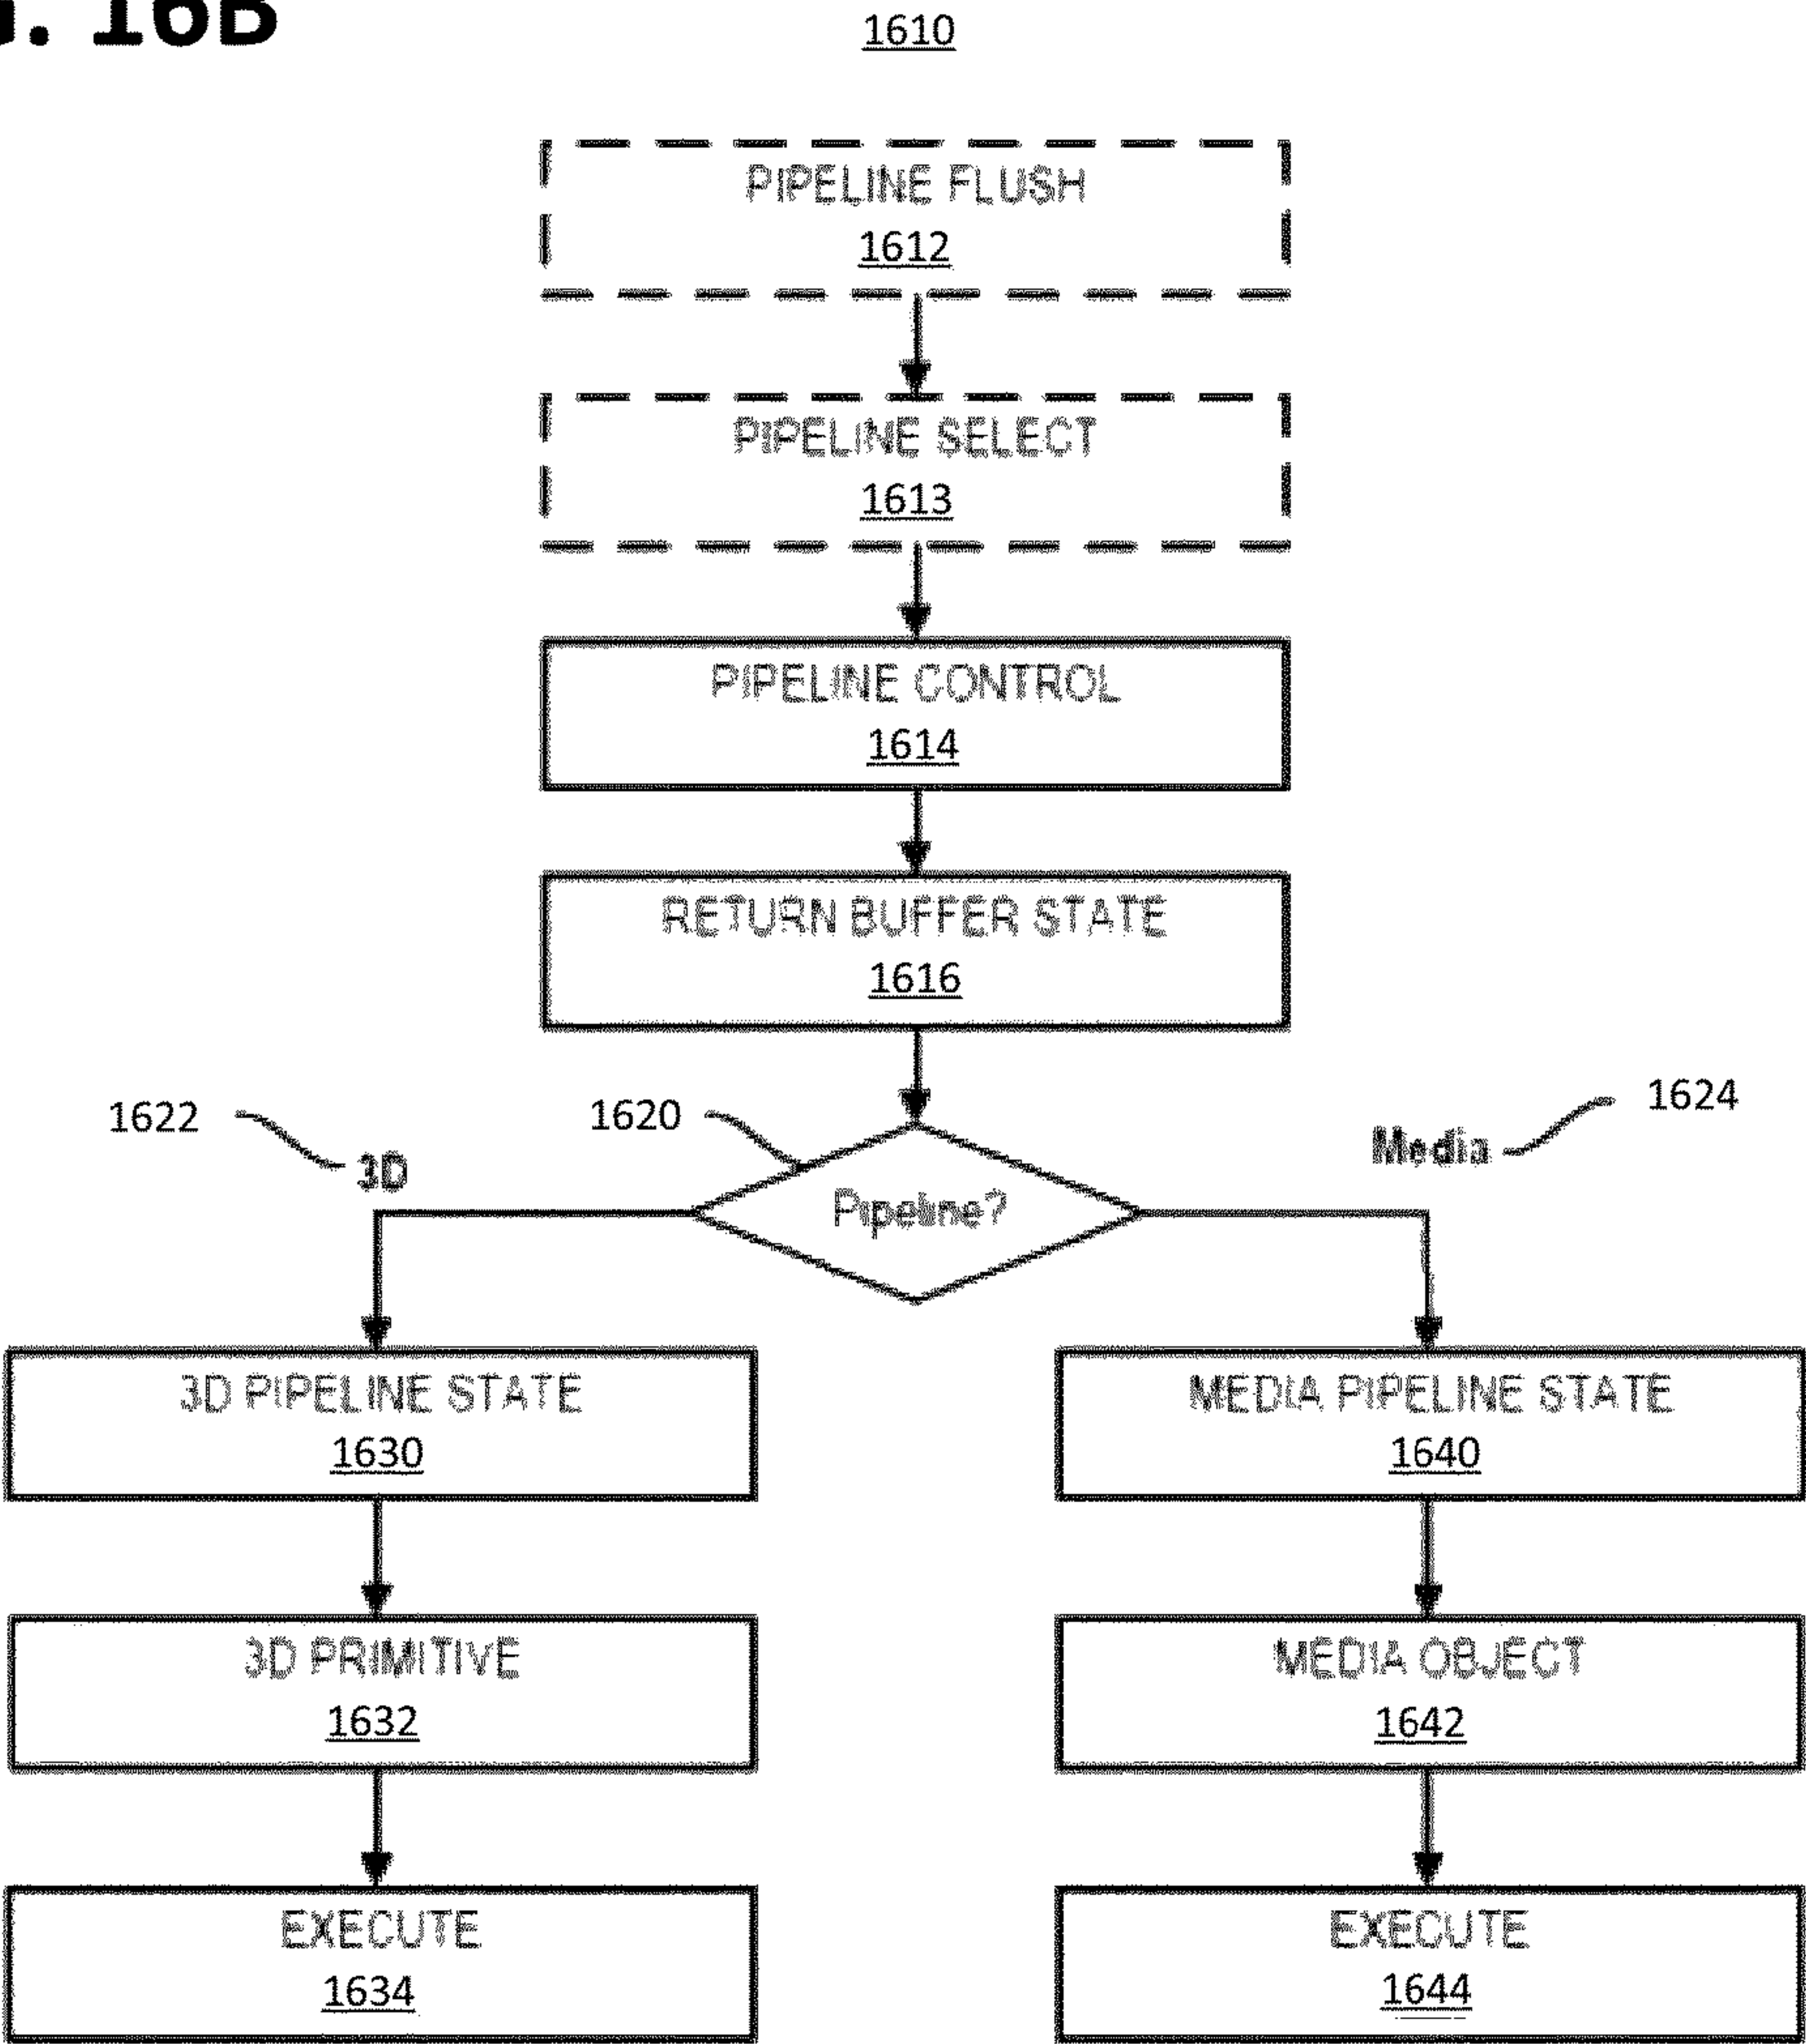 . 16B
1610
PIPELINE FLUSH
1612
PIPELINE SELECT
1613
PIPELINE CONTROL
1614
RETURN BUFFER STATE
1616
1622
3D
1620
Pipeline?
Media
1624
3D PIPELINE STATE
1630
MEDIA PIPELINE STATE
1640
3D PRIMITIVE
1632
MEDIA OBJECT
1642
EXECUTE
1634
EXECUTE
1644